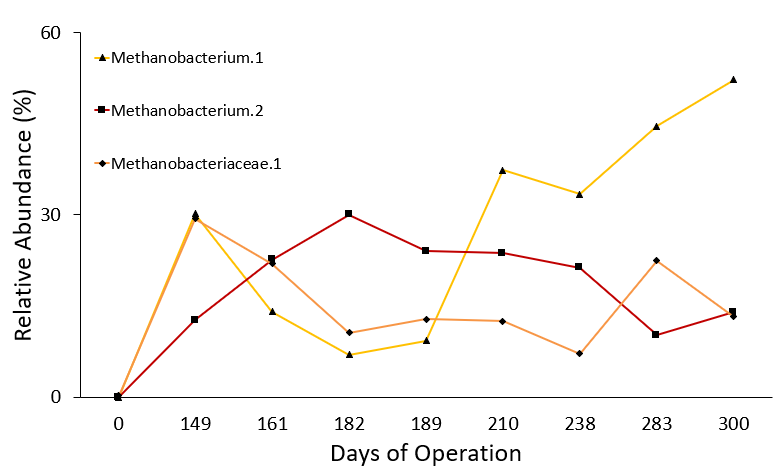 60
Methanobacterium.1
Methanobacterium.2
Methanobacteriaceae.1
30
0
Relative Abundance (%)
0 149 161 182 189 210 238 283 300
Days of Operation